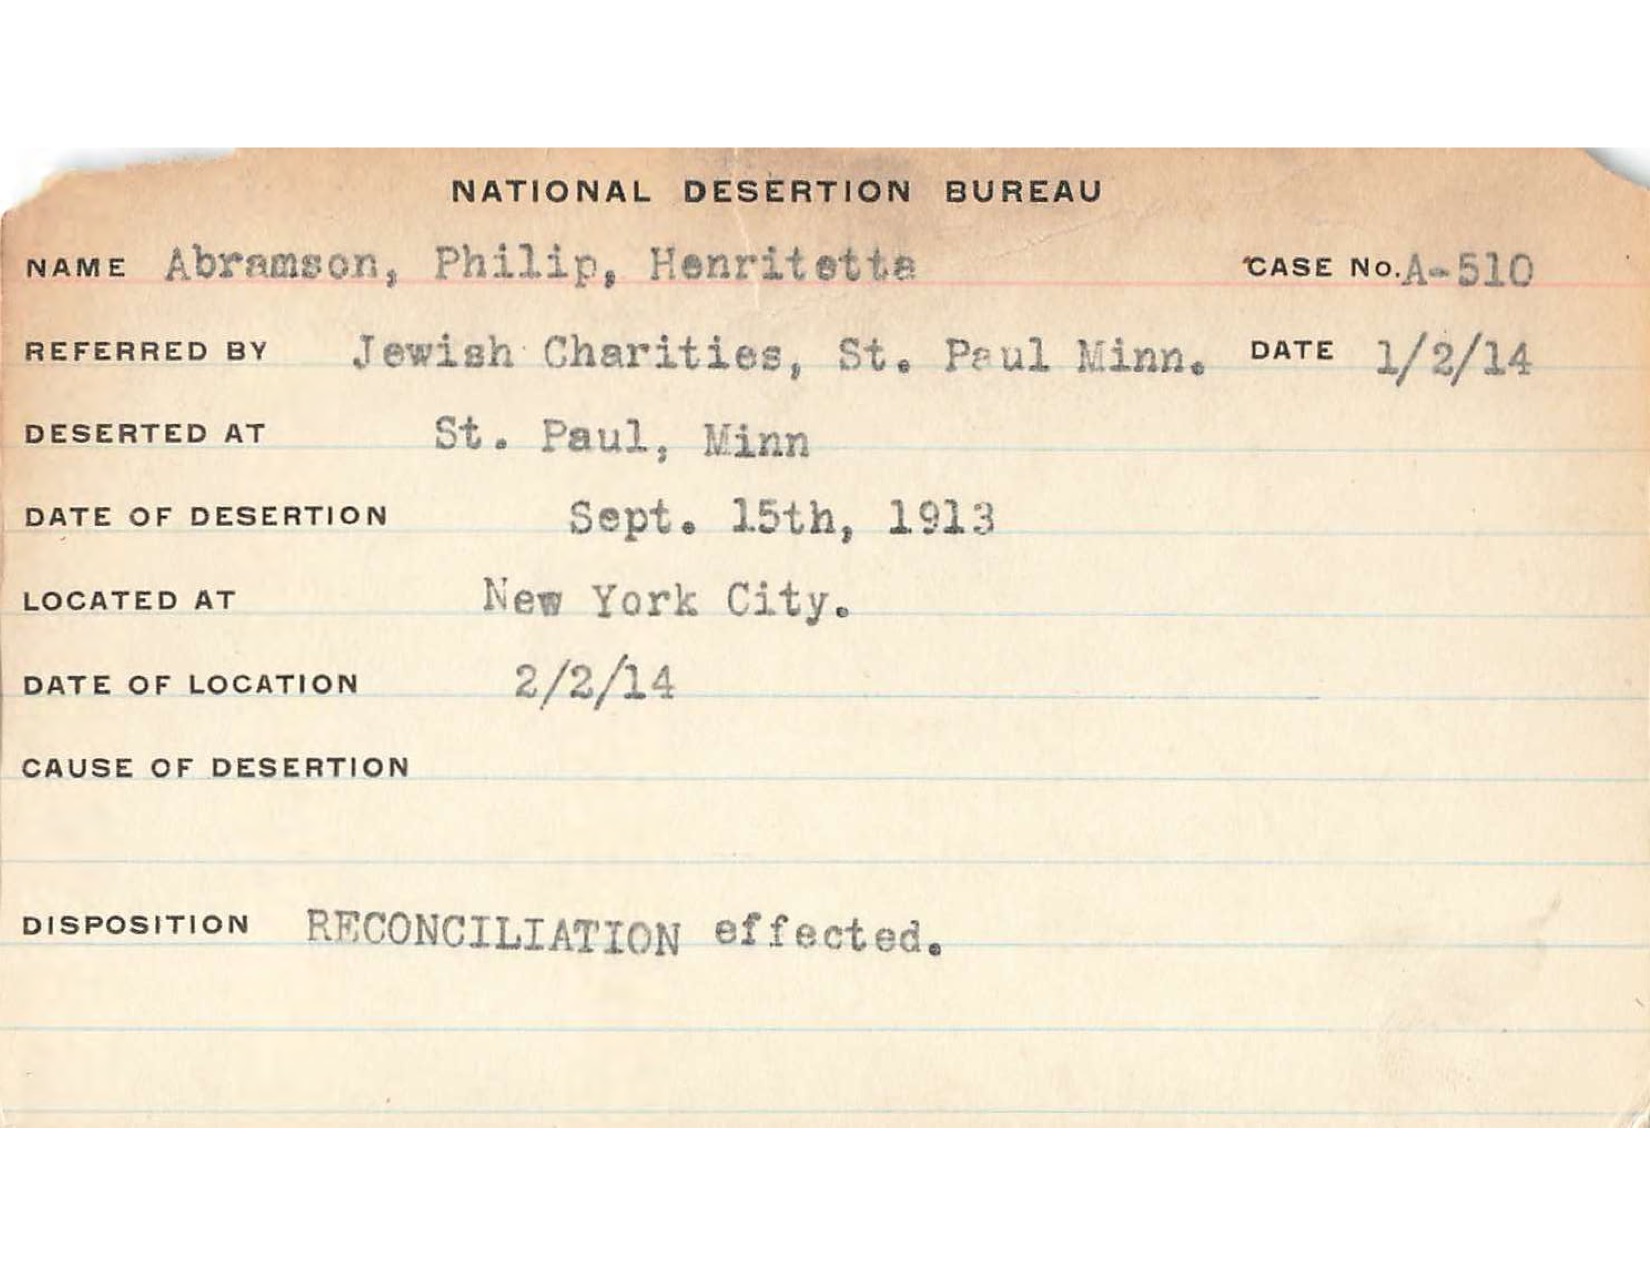 NATIONAL DESERTION BUREAU
NAME Abramson, Philip, Henritetta CASE No. A-510
REFERRED BY Jewish Charities, St. Paul Minn. DATE 1/2/14
DESERTED AT St. Paul, Minn
DATE OF DESERTION Sept. 15th, 1913
LOCATED AT New York City.
DATE OF LOCATION 2/2/14
CAUSE OF DESERTION
DISPOSITION RECONCILIATION effected.